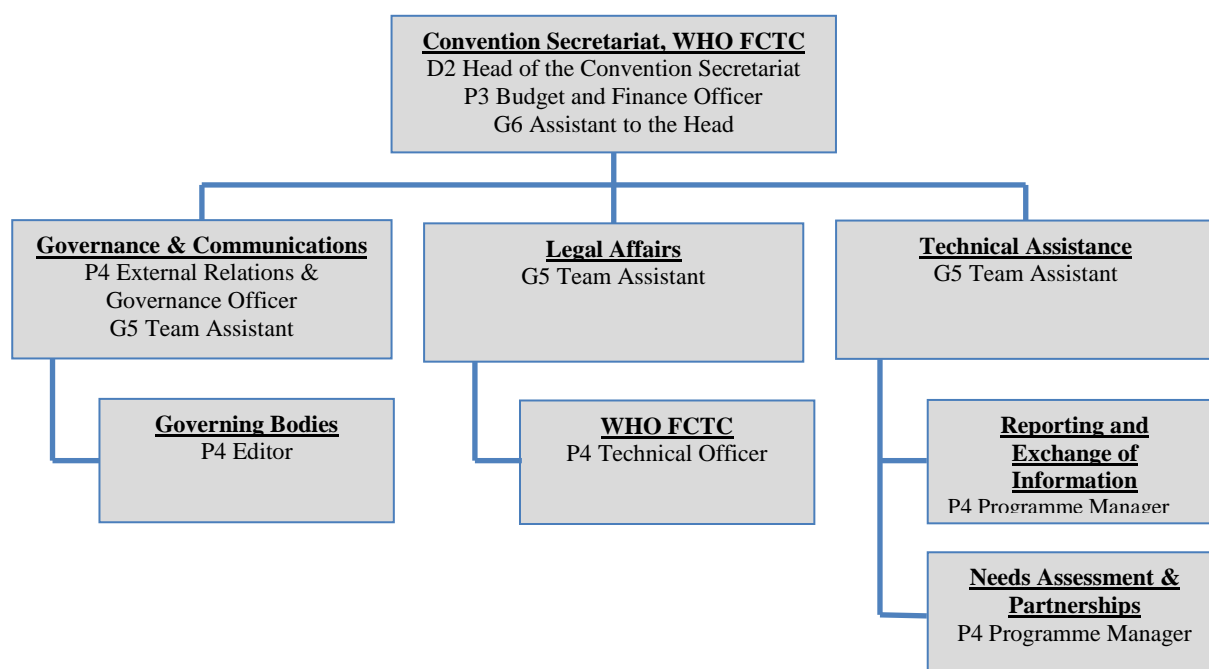 Convention Secretariat, WHO FCTC
D2 Head of the Convention Secretariat
P3 Budget and Finance Officer
G6 Assistant to the Head
Governance & Communications
P4 External Relations &
Governance Officer
G5 Team Assistant
Legal Affairs
G5 Team Assistant
Technical Assistance
G5 Team Assistant
Governing Bodies
P4 Editor
WHO FCTC
P4 Technical Officer
Reporting and
Exchange of
Information
P4 Programme Manager
Needs Assessment &
Partnerships
P4 Programme Manager